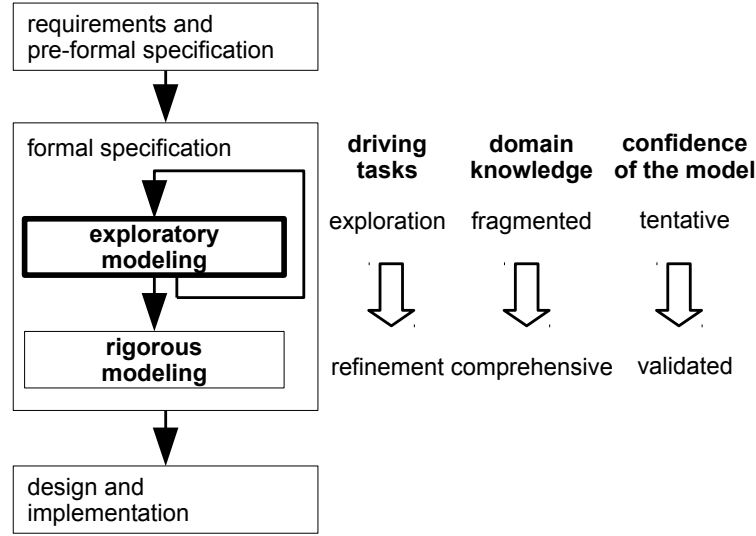 requirements and
pre-formal specification
formal specification
exploratory
modeling
rigorous
modeling
design and
implementation
driving
tasks
exploration
refinement
domain
knowledge
fragmented
comprehensive
confidence
of the model
tentative
validated